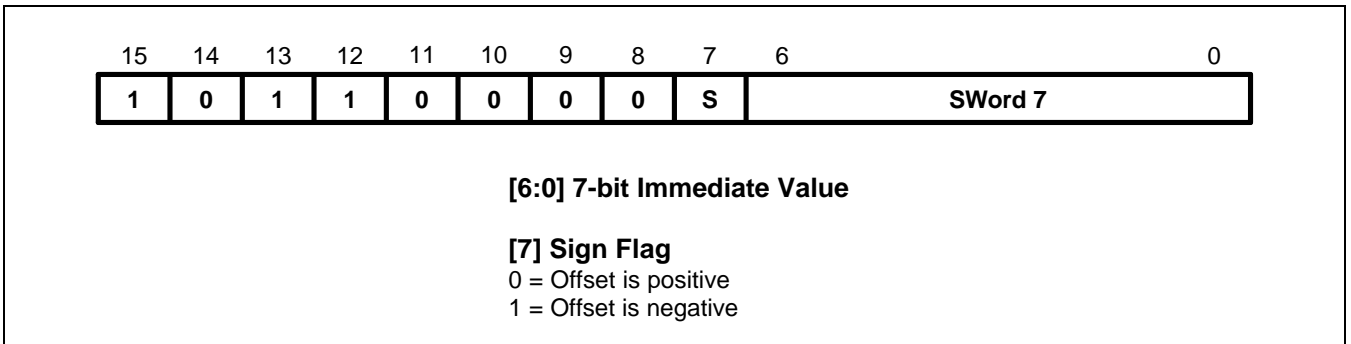 15 14 13 12 11 10 9 8 7 6 0
1 0 1 1 0 0 0 0 S SWord 7
[6:0] 7-bit Immediate Value
[7] Sign Flag
0 = Offset is positive
1 = Offset is negative